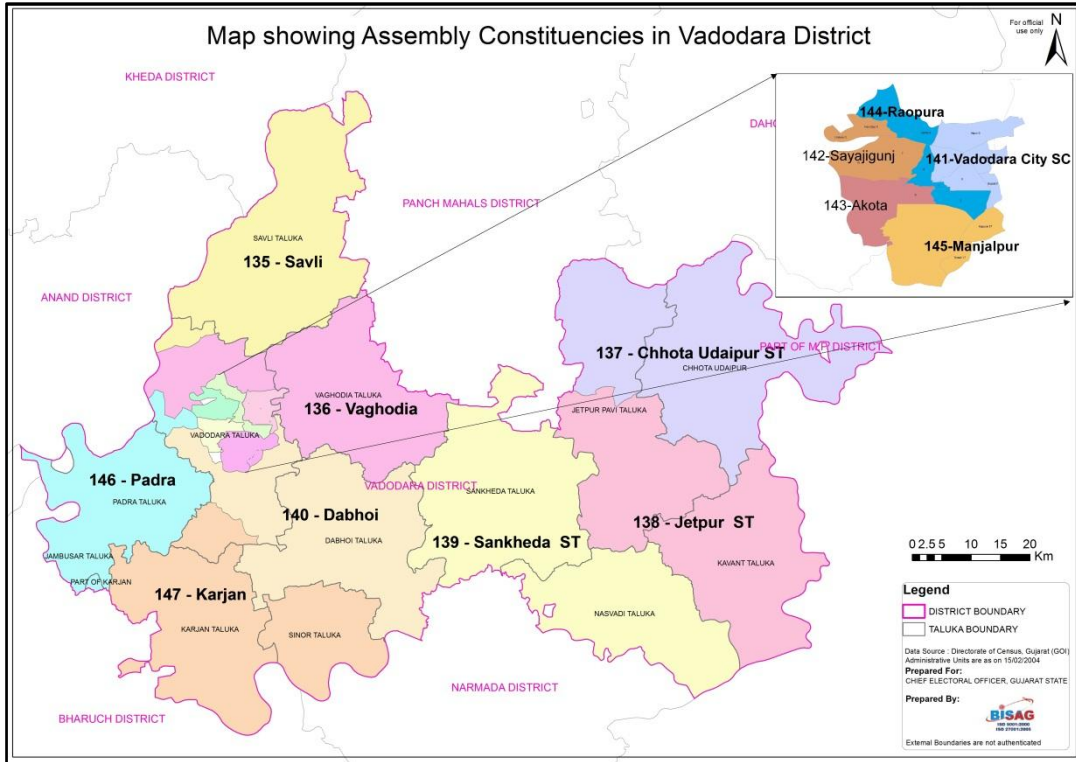 Map showing Assembly Constituencies in Vadodara District
For official
use only
N
KHEDA DISTRICT
DAHO
144-Raopura
142-Sayajigunj
141-Vadodara City SC
143-Akota
145-Manjalpur
PANCH MAHALS DISTRICT
SAVLI TALUKA
135 - Savli
ANAND DISTRICT
PART OF M.P. DISTRICT
137 - Chhota Udaipur ST
CHHOTA UDAIPUR
VAGHODIA TALUKA
136 - Vaghodia
JETPUR PAVI TALUKA
VADODARA TALUKA
146 - Padra
PADRA TALUKA
VADODARA DISTRICT
SANKHEDA TALUKA
140 - Dabhoi
DABHOI TALUKA
139 - Sankheda ST
138 - Jetpur ST
KAVANT TALUKA
JAMBUSAR TALUKA
PART OF KARJAN
147 - Karjan
KARJAN TALUKA
SINOR TALUKA
NASVADI TALUKA
NARMADA DISTRICT
BHARUCH DISTRICT
0 2.5 5 10 15 20
Km
Legend
DISTRICT BOUNDARY
TALUKA BOUNDARY
Data Source : Directorate of Census, Gujarat (GOI)
Administrative Units are as on 15/02/2004
Prepared For:
CHIEF ELECTORAL OFFICER, GUJARAT STATE
Prepared By:
BISAG
External Boundaries are not authenticated